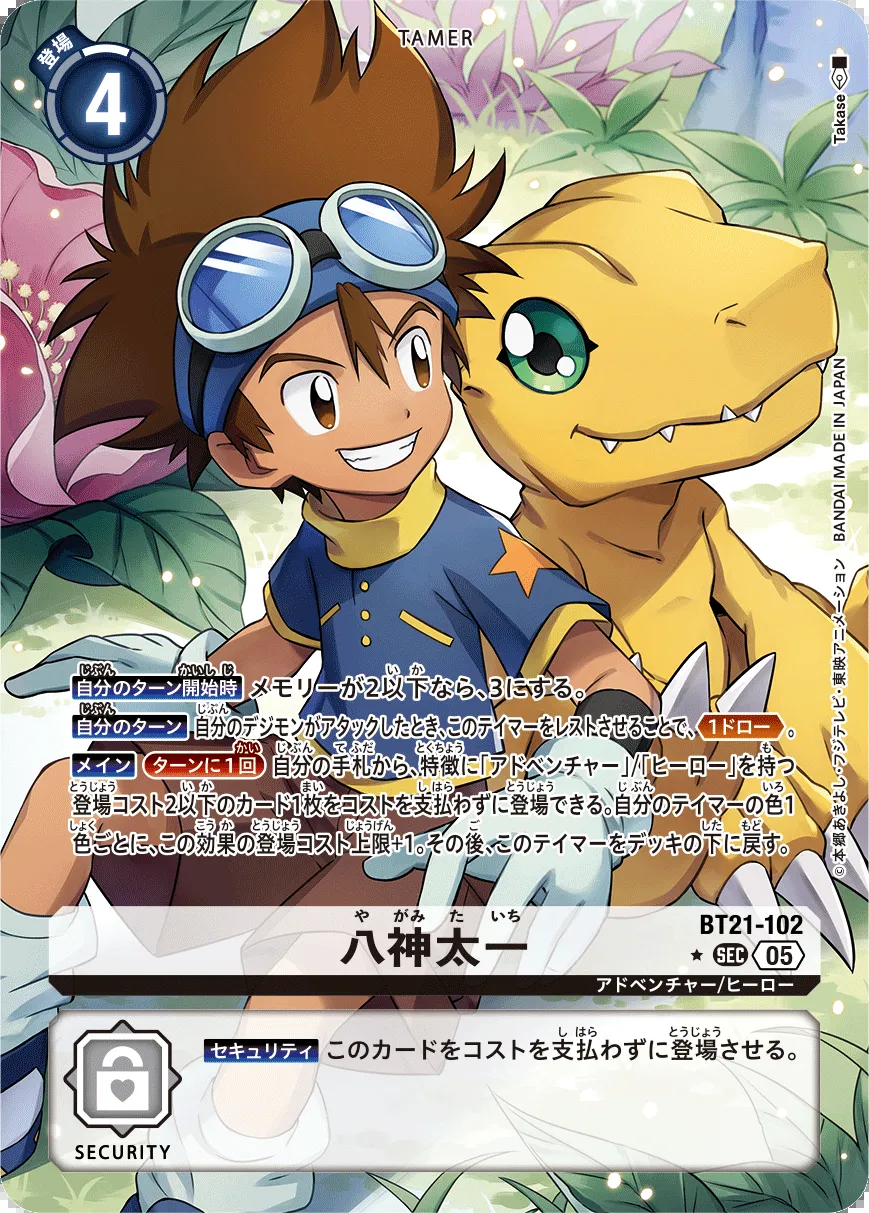 TAMER
登場
4
Takase
自分のターン開始時 メモリーが2以下なら、3にする。
自分のターン 自分のデジモンがアタックしたとき、このテイマーをレストさせることで、1ドロー。
メイン ターンに1回 自分の手札から、特徴に「アドベンチャー」/「ヒーロー」を持つ
登場コスト2以下のカード1枚をコストを支払わずに登場できる。自分のテイマーの色1
色ごとに、この効果の登場コスト上限+1。その後、このテイマーをデッキの下に戻す。
©本郷あきよし・フジテレビ・東映アニメーション BANDAI MADE IN JAPAN
やがみたいち
八神太一
BT21-102
SEC 05
アドベンチャー/ヒーロー
セキュリティ このカードをコストを支払わずに登場させる。
SECURITY